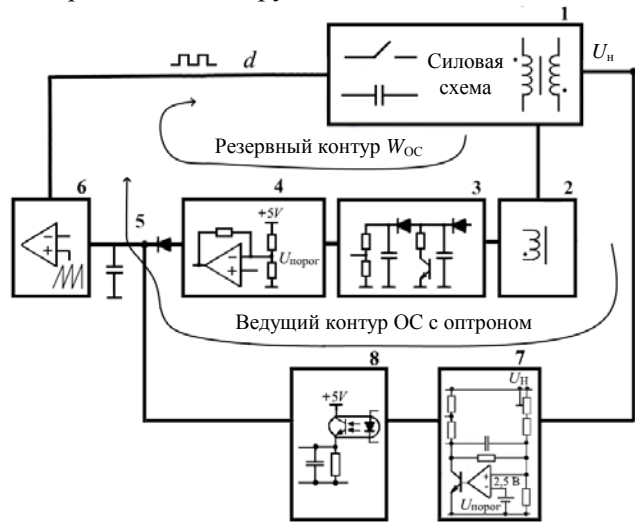 1
d
Силовая
схема
Uн
Резервный контур WОС
6
5
4
3
2
+5V
Uпорог
Ведущий контур ОС с оптроном
8
7
+5V
UН
2,5 В
Uпорог